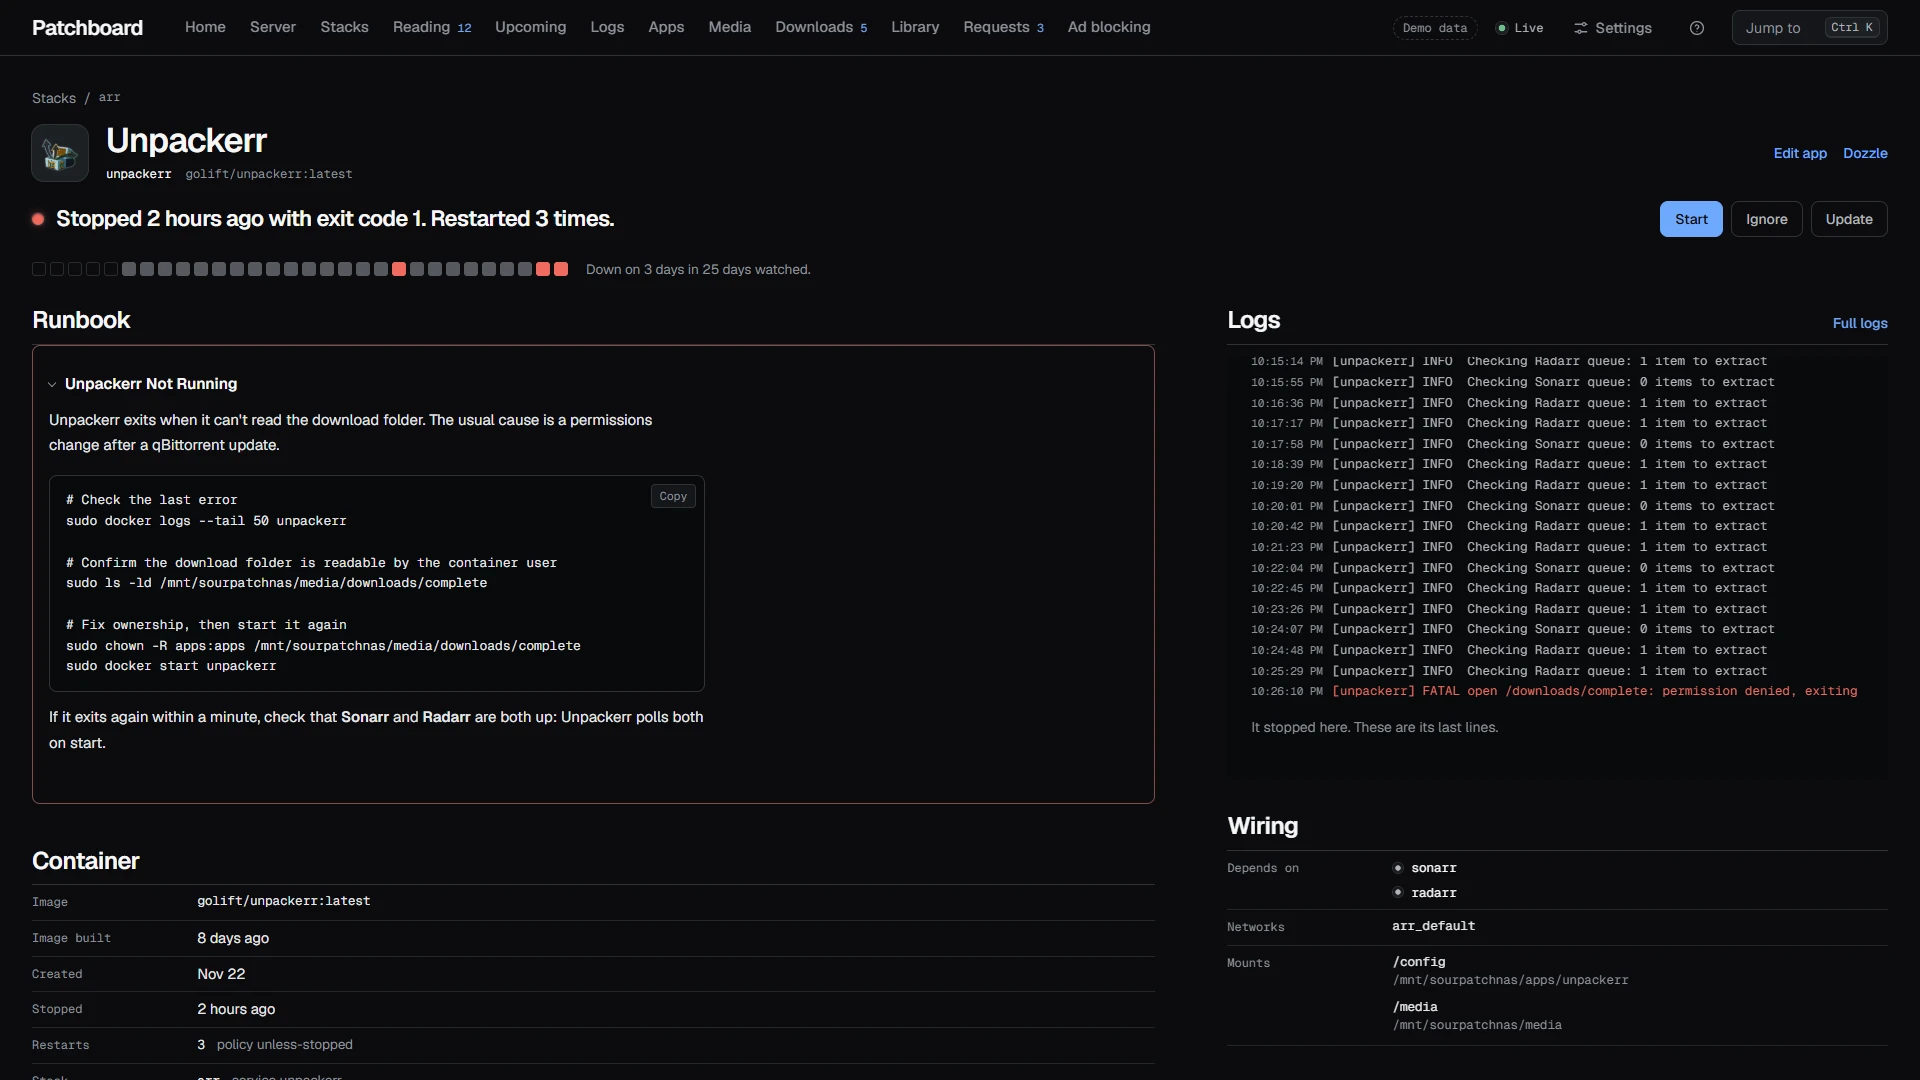 Patchboard
Home Server Stacks Reading 12 Upcoming Logs Apps Media Downloads 5 Library Requests 3 Ad blocking
Demo data Live Settings Jump to Ctrl K
Stacks / arr
Unpackerr
unpackerr golift/unpackerr:latest
Edit app Dozzle
Stopped 2 hours ago with exit code 1. Restarted 3 times.
Start Ignore Update
Down on 3 days in 25 days watched.
Runbook
Unpackerr Not Running
Unpackerr exits when it can't read the download folder. The usual cause is a permissions
change after a qBittorrent update.
Copy
# Check the last error
sudo docker logs --tail 50 unpackerr
# Confirm the download folder is readable by the container user
sudo ls -ld /mnt/sourpatchnas/media/downloads/complete
# Fix ownership, then start it again
sudo chown -R apps:apps /mnt/sourpatchnas/media/downloads/complete
sudo docker start unpackerr
If it exits again within a minute, check that Sonarr and Radarr are both up: Unpackerr polls both
on start.
Container
Image golift/unpackerr:latest
Image built 8 days ago
Created Nov 22
Stopped 2 hours ago
Restarts 3 policy unless-stopped
Stack arr service unpackerr
Logs
Full logs
10:15:14 PM [unpackerr] INFO Checking Radarr queue: 1 item to extract
10:15:55 PM [unpackerr] INFO Checking Sonarr queue: 0 items to extract
10:16:36 PM [unpackerr] INFO Checking Radarr queue: 1 item to extract
10:17:17 PM [unpackerr] INFO Checking Radarr queue: 1 item to extract
10:17:58 PM [unpackerr] INFO Checking Sonarr queue: 0 items to extract
10:18:39 PM [unpackerr] INFO Checking Radarr queue: 1 item to extract
10:19:20 PM [unpackerr] INFO Checking Radarr queue: 1 item to extract
10:20:01 PM [unpackerr] INFO Checking Sonarr queue: 0 items to extract
10:20:42 PM [unpackerr] INFO Checking Radarr queue: 1 item to extract
10:21:23 PM [unpackerr] INFO Checking Radarr queue: 1 item to extract
10:22:04 PM [unpackerr] INFO Checking Sonarr queue: 0 items to extract
10:22:45 PM [unpackerr] INFO Checking Radarr queue: 1 item to extract
10:23:26 PM [unpackerr] INFO Checking Radarr queue: 1 item to extract
10:24:07 PM [unpackerr] INFO Checking Sonarr queue: 0 items to extract
10:24:48 PM [unpackerr] INFO Checking Radarr queue: 1 item to extract
10:25:29 PM [unpackerr] INFO Checking Radarr queue: 1 item to extract
10:26:10 PM [unpackerr] FATAL open /downloads/complete: permission denied, exiting
It stopped here. These are its last lines.
Wiring
Depends on sonarr
radarr
Networks arr_default
Mounts /config
/mnt/sourpatchnas/apps/unpackerr
/media
/mnt/sourpatchnas/media